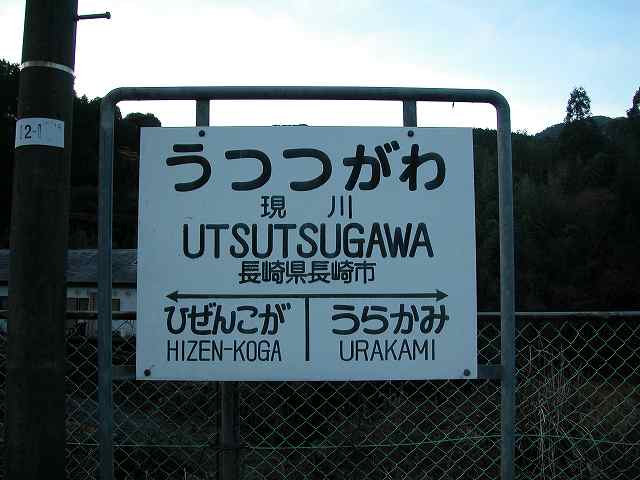 2-1
うつつがわ
現川
UTSUTSUGAWA
長崎県長崎市
ひぜんこが うらかみ
HIZEN-KOGA URAKAMI